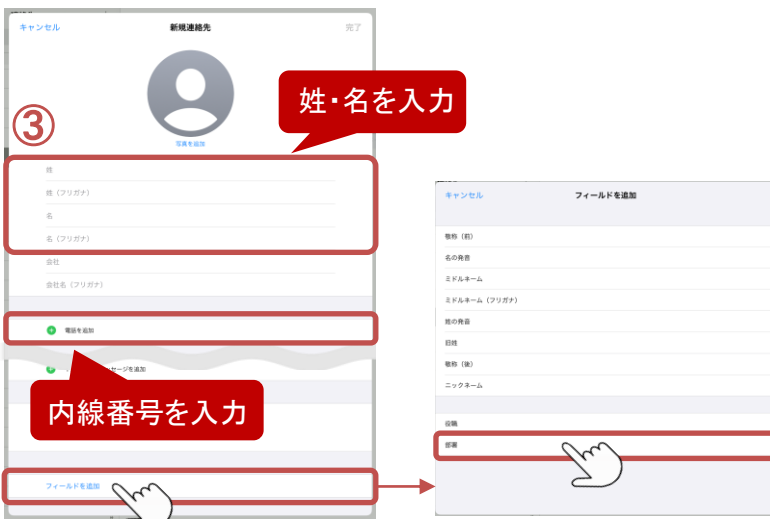 キャンセル 新規連絡先 完了
写真を追加
③
姓・名を入力
姓
姓（フリガナ）
名
名（フリガナ）
会社
会社名（フリガナ）
電話を追加
セージを追加
内線番号を入力
フィールドを追加
キャンセル フィールドを追加
敬称（前）
名の発音
ミドルネーム
ミドルネーム（フリガナ）
姓の発音
旧姓
敬称（後）
ニックネーム
役職
部署